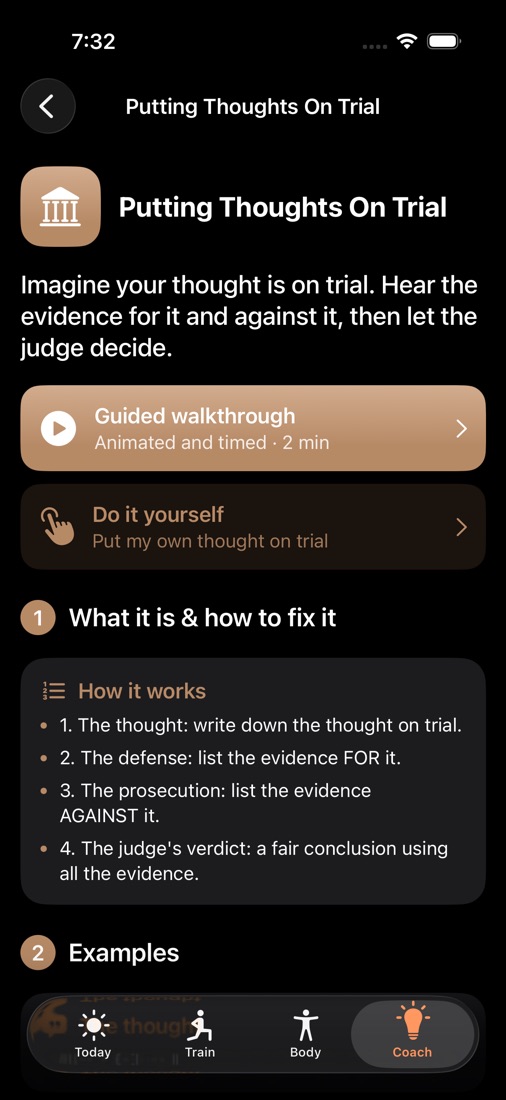 7:32
Putting Thoughts On Trial
Putting Thoughts On Trial
Imagine your thought is on trial. Hear the
evidence for it and against it, then let the
judge decide.
Guided walkthrough
Animated and timed · 2 min
Do it yourself
Put my own thought on trial
1 What it is & how to fix it
How it works
• 1. The thought: write down the thought on trial.
• 2. The defense: list the evidence FOR it.
• 3. The prosecution: list the evidence
AGAINST it.
• 4. The judge's verdict: a fair conclusion using
all the evidence.
2 Examples
Today
Train
Body
Coach